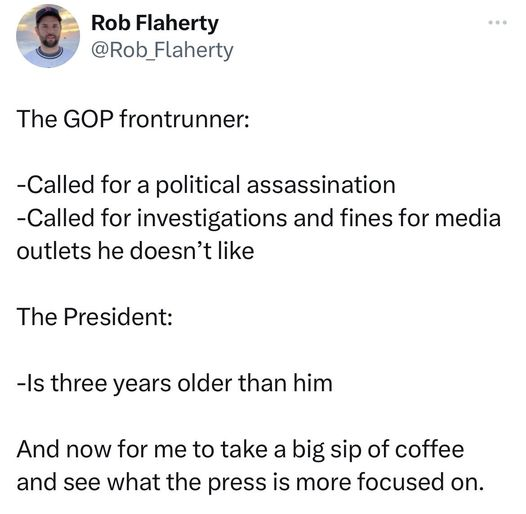 Rob Flaherty
@Rob_Flaherty
The GOP frontrunner:
-Called for a political assassination
-Called for investigations and fines for media
outlets he doesn’t like
The President:
-Is three years older than him
And now for me to take a big sip of coffee
and see what the press is more focused on.